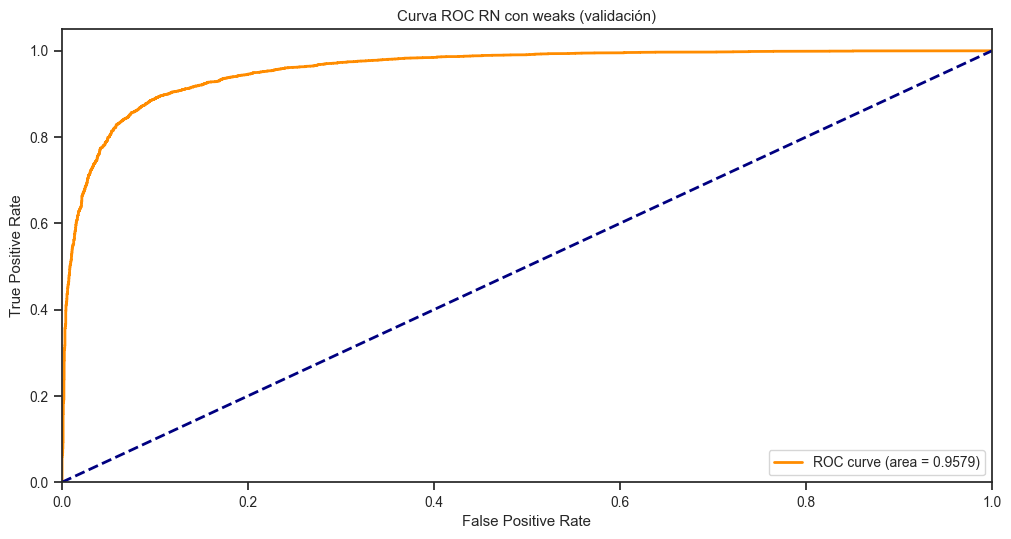 Curva ROC RN con weaks (validación)
True Positive Rate
1.0
0.8
0.6
0.4
0.2
0.0
ROC curve (area = 0.9579)
0.0 0.2 0.4 0.6 0.8 1.0
False Positive Rate